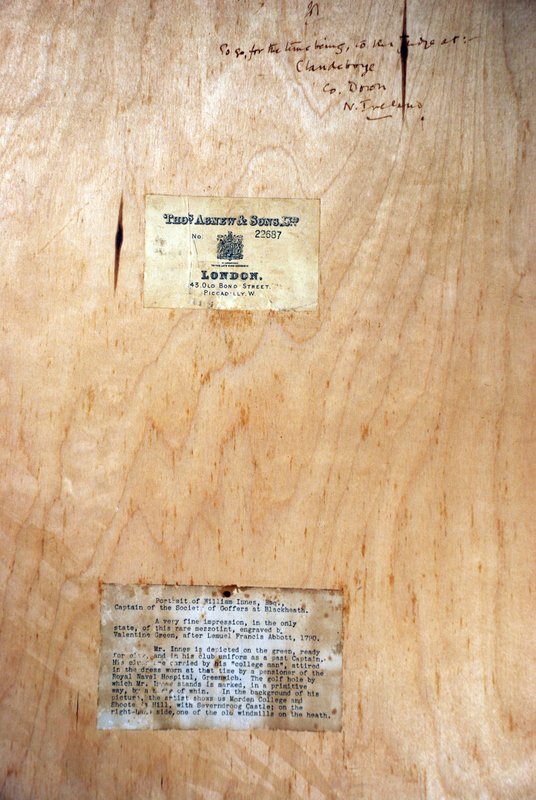 So go, for the time being, to the Judge at :-
Clandeboye
Co. Down
N. Ireland
THOS. AGNEW & SONS, LTD
No. 22687
LONDON.
43, OLD BOND STREET,
PICCADILLY, W.
Portrait of William Innes, Esq.,
Captain of the Society of Goffers at Blackheath.
A very fine impression, in the only
state, of this rare mezzotint, engraved by
Valentine Green, after Lemuel Francis Abbott, 1790.
Mr. Innes is depicted on the green, ready
for play, and in his club uniform as a past Captain.
His clubs are carried by his "college man", attired
in the dress worn at that time by a pensioner of the
Royal Naval Hospital, Greenwich. The golf hole by
which Mr. Innes stands is marked, in a primitive
way, by a piece of whin. In the background of his
picture, the artist shows us Morden College and
Shooter's Hill, with Severndroog Castle; on the
right-hand side, one of the old windmills on the heath.